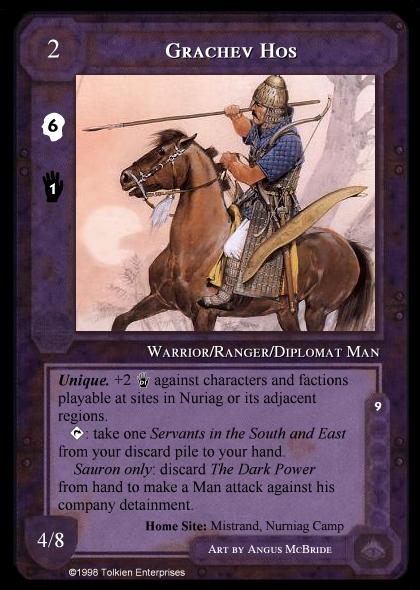 2
GRACHEV HOS
6
1
WARRIOR/RANGER/DIPLOMAT MAN
Unique. +2 DI against characters and factions
playable at sites in Nuriag or its adjacent
regions.
9
: take one Servants in the South and East
from your discard pile to your hand.
Sauron only: discard The Dark Power
from hand to make a Man attack against his
company detainment.
Home Site: Mistrand, Nurniag Camp
4/8
ART BY ANGUS MCBRIDE
©1998 Tolkien Enterprises